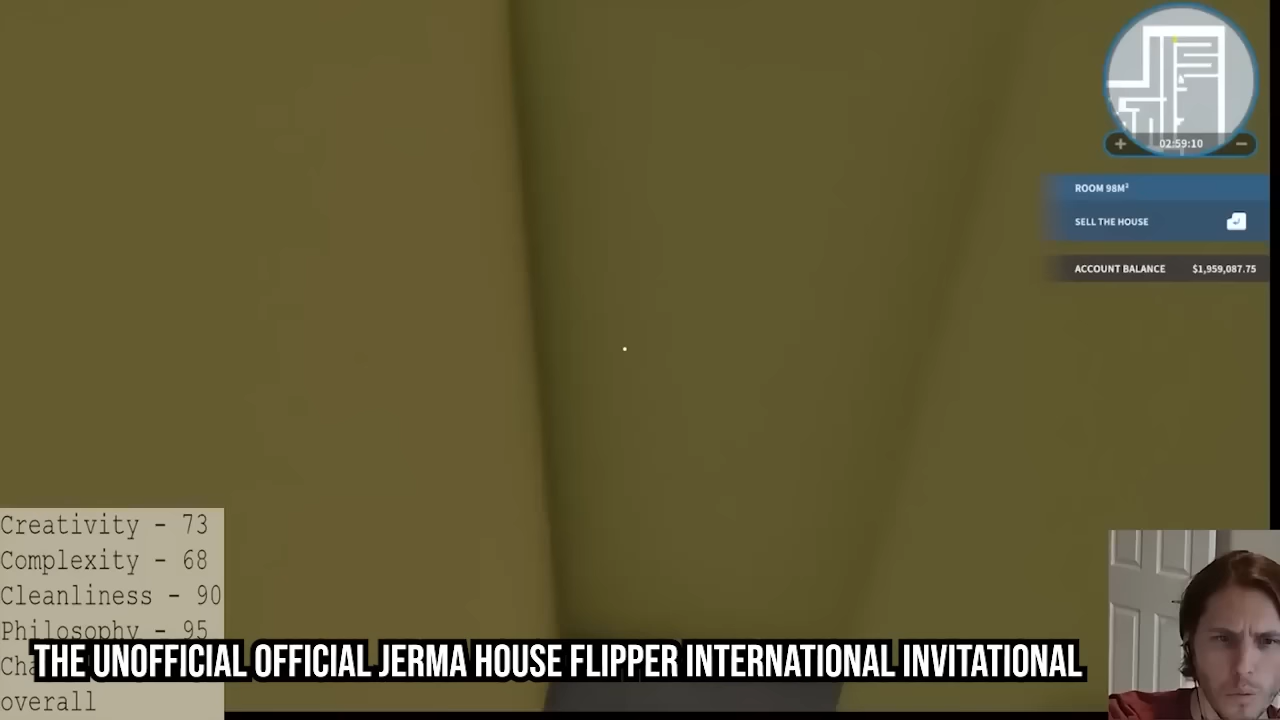 02:59:10
ROOM 98M²
SELL THE HOUSE
ACCOUNT BALANCE $1,959,087.75
Creativity - 73
Complexity - 68
Cleanliness - 90
Philosophy - 95
THE UNOFFICIAL OFFICIAL JERMA HOUSE FLIPPER INTERNATIONAL INVITATIONAL
Cha
overall